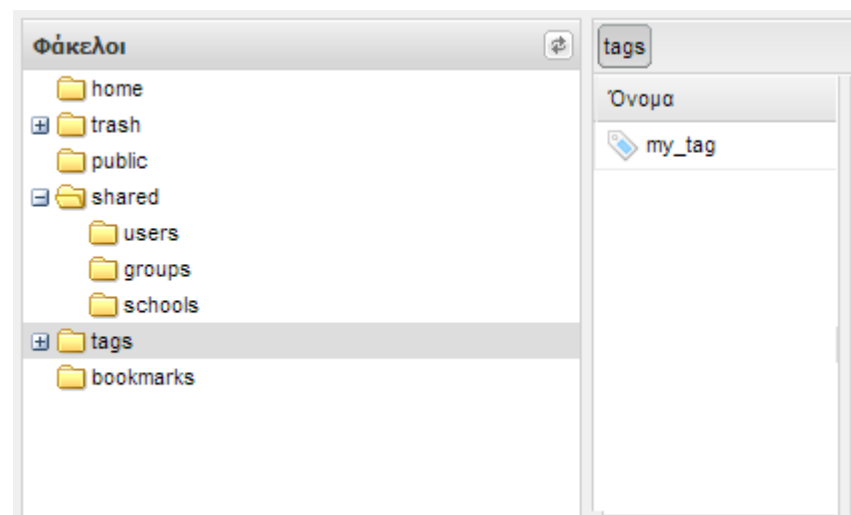 Φάκελοι
home
trash
public
shared
users
groups
schools
tags
bookmarks
tags
Όνομα
my_tag